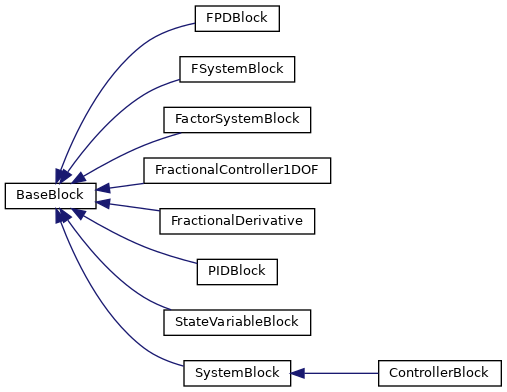 FPDBlock
FSystemBlock
FactorSystemBlock
FractionalController1DOF
BaseBlock
FractionalDerivative
PIDBlock
StateVariableBlock
SystemBlock
ControllerBlock